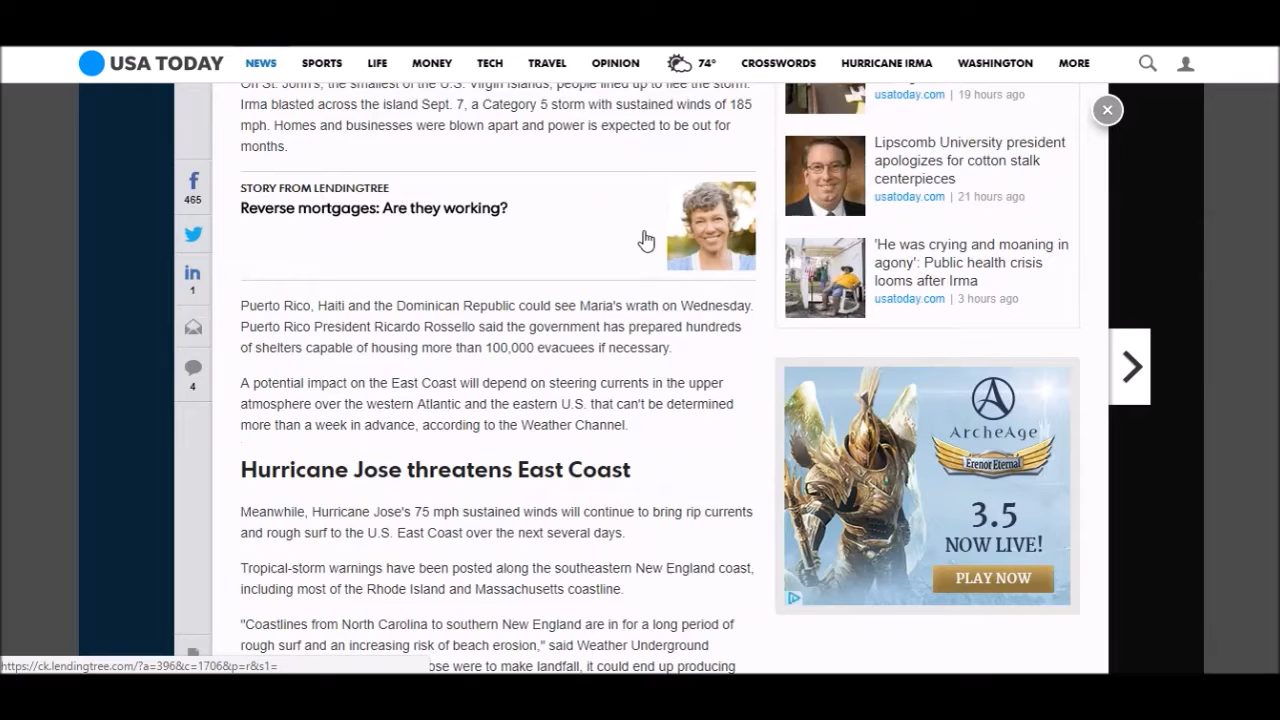 USA TODAY NEWS SPORTS LIFE MONEY TECH TRAVEL OPINION 74° CROSSWORDS HURRICANE IRMA WASHINGTON MORE
On St. John's, the smallest of the U.S. Virgin Islands, people lined up to flee the storm.
Irma blasted across the island Sept. 7, a Category 5 storm with sustained winds of 185
mph. Homes and businesses were blown apart and power is expected to be out for
months.
465
1
4
STORY FROM LENDINGTREE
Reverse mortgages: Are they working?
Puerto Rico, Haiti and the Dominican Republic could see Maria's wrath on Wednesday.
Puerto Rico President Ricardo Rossello said the government has prepared hundreds
of shelters capable of housing more than 100,000 evacuees if necessary.
A potential impact on the East Coast will depend on steering currents in the upper
atmosphere over the western Atlantic and the eastern U.S. that can't be determined
more than a week in advance, according to the Weather Channel.
Hurricane Jose threatens East Coast
Meanwhile, Hurricane Jose's 75 mph sustained winds will continue to bring rip currents
and rough surf to the U.S. East Coast over the next several days.
Tropical-storm warnings have been posted along the southeastern New England coast,
including most of the Rhode Island and Massachusetts coastline.
"Coastlines from North Carolina to southern New England are in for a long period of
rough surf and an increasing risk of beach erosion," said Weather Underground
ose were to make landfall, it could end up producing
https://ck.lendingtree.com/?a=396&c=1706&p=r&s1=
usatoday.com | 19 hours ago
Lipscomb University president
apologizes for cotton stalk
centerpieces
usatoday.com | 21 hours ago
'He was crying and moaning in
agony': Public health crisis
looms after Irma
usatoday.com | 3 hours ago
A
ARCHEAGE
Erenor Eternal
3.5
NOW LIVE!
PLAY NOW